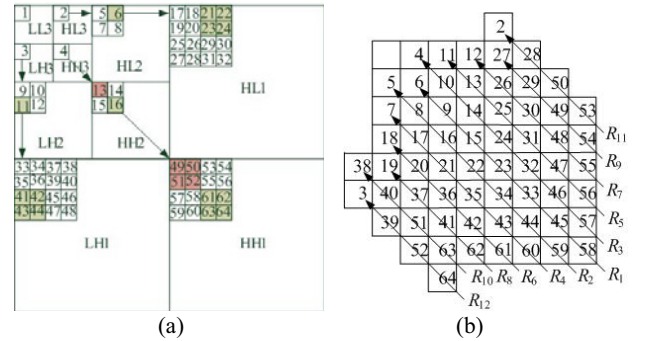 1 2 5 6 17 18 21 22
LL3 HL3 7 8 19 20 23 24
3 4 HL2 25 26 29 30
LH3 HH3 27 28 31 32
9 10 13 14 HL1
11 12 15 16
LH2 HH2
33 34 37 38 49 50 53 54
35 36 39 40 51 52 55 56
41 42 45 46 57 58 61 62
43 44 47 48 59 60 63 64
LH1 HH1
(a)
2
4 11 12 27 28
5 6 10 13 26 29 50
7 8 9 14 25 30 49 53
18 17 16 15 24 31 48 54 R11
38 19 20 21 22 23 32 47 55 R9
3 40 37 36 35 34 33 46 56 R7
39 51 41 42 43 44 45 57 R5
52 63 62 61 60 59 58 R3
64 R10 R8 R6 R4 R2 R1
R12
(b)